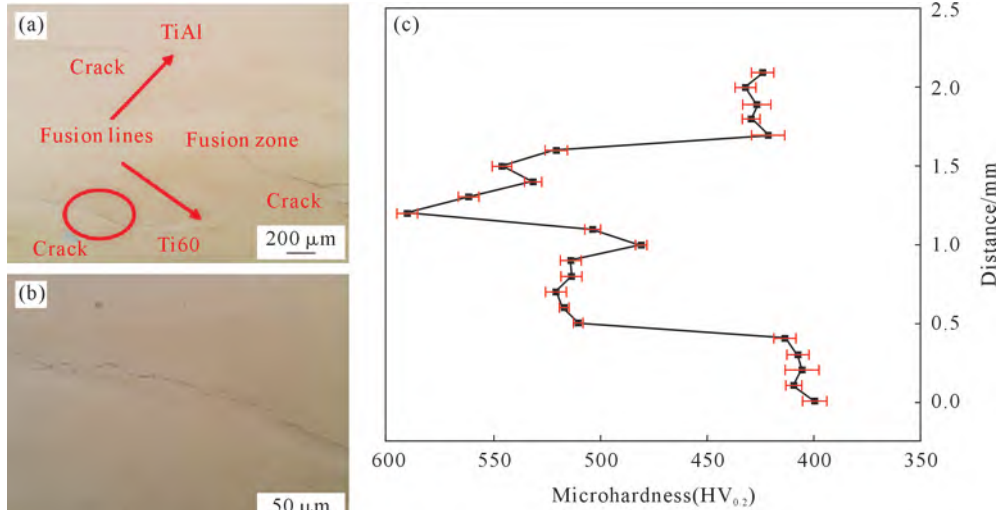 (a)
TiAl
Crack
Fusion lines
Fusion zone
Crack
Crack
Ti60
200 μm
(b)
50 μm
(c)
2.5
2.0
1.5
1.0
0.5
0.0
Distance/mm
600 550 500 450 400 350
Microhardness(HV0.2)